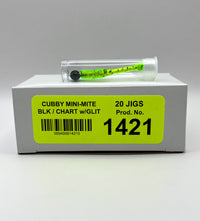 CUBBY MINI-MITE 20 JIGS
BLK / CHART w/GLIT Prod. No.
1421